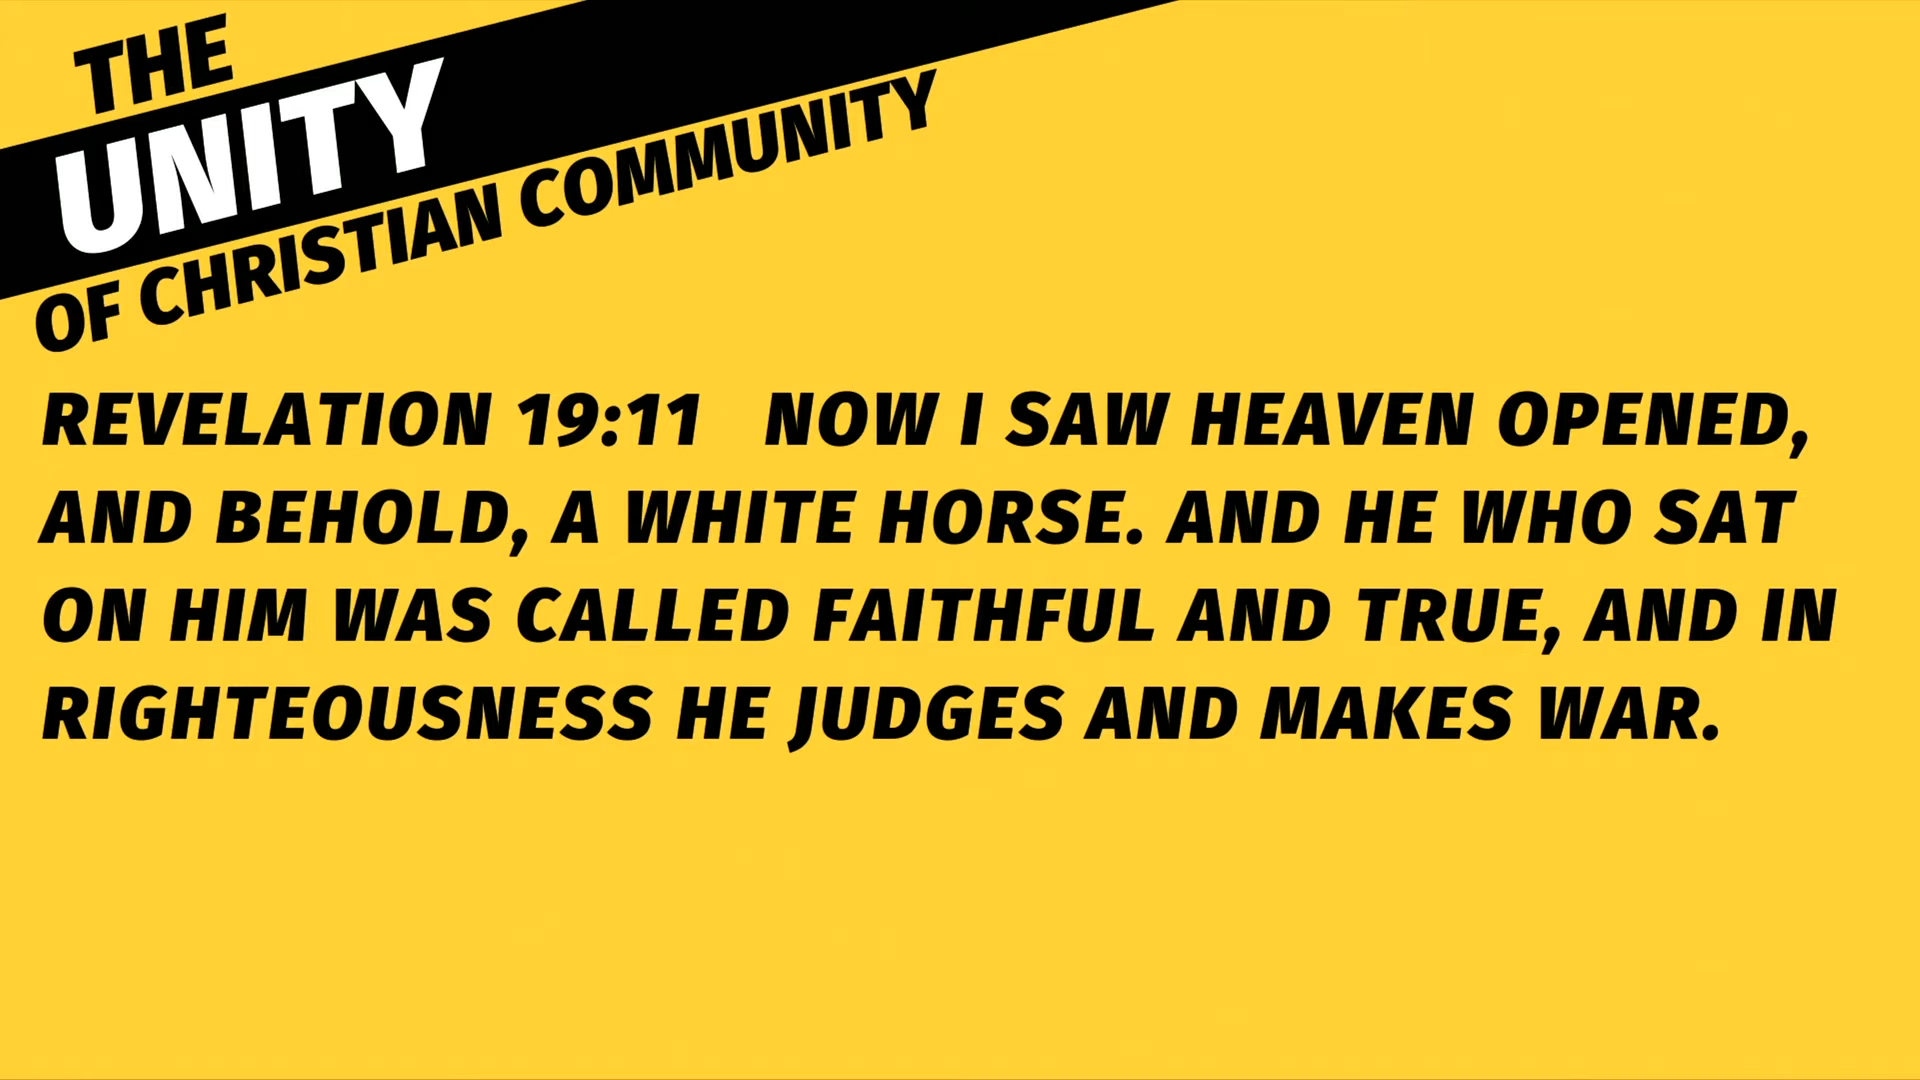 THE
UNITY
OF CHRISTIAN COMMUNITY
REVELATION 19:11   NOW I SAW HEAVEN OPENED,
AND BEHOLD, A WHITE HORSE. AND HE WHO SAT
ON HIM WAS CALLED FAITHFUL AND TRUE, AND IN
RIGHTEOUSNESS HE JUDGES AND MAKES WAR.